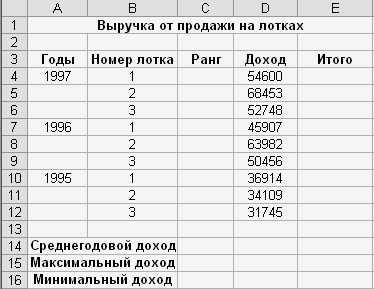 A B C D E
1 Выручка от продажи на лотках
2
3 Годы Номер лотка Ранг Доход Итого
4 1997 1 54600
5 2 68453
6 3 52748
7 1996 1 45907
8 2 63982
9 3 50456
10 1995 1 36914
11 2 34109
12 3 31745
13
14 Среднегодовой доход
15 Максимальный доход
16 Минимальный доход